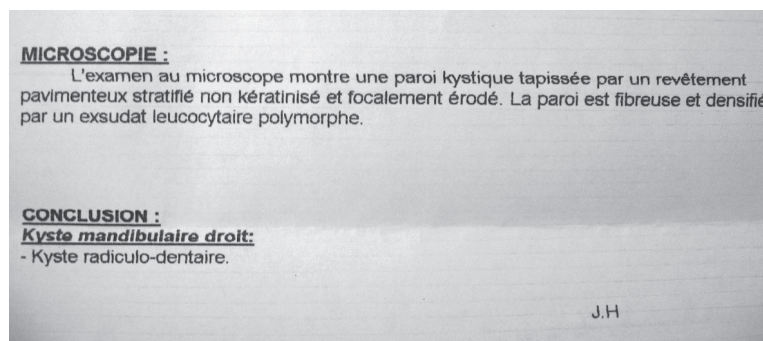 MICROSCOPIE :
L'examen au microscope montre une paroi kystique tapissée par un revêtement
pavimenteux stratifié non kératinisé et focalement érodé. La paroi est fibreuse et densifié
par un exsudat leucocytaire polymorphe.
CONCLUSION :
Kyste mandibulaire droit:
- Kyste radiculo-dentaire.
J.H